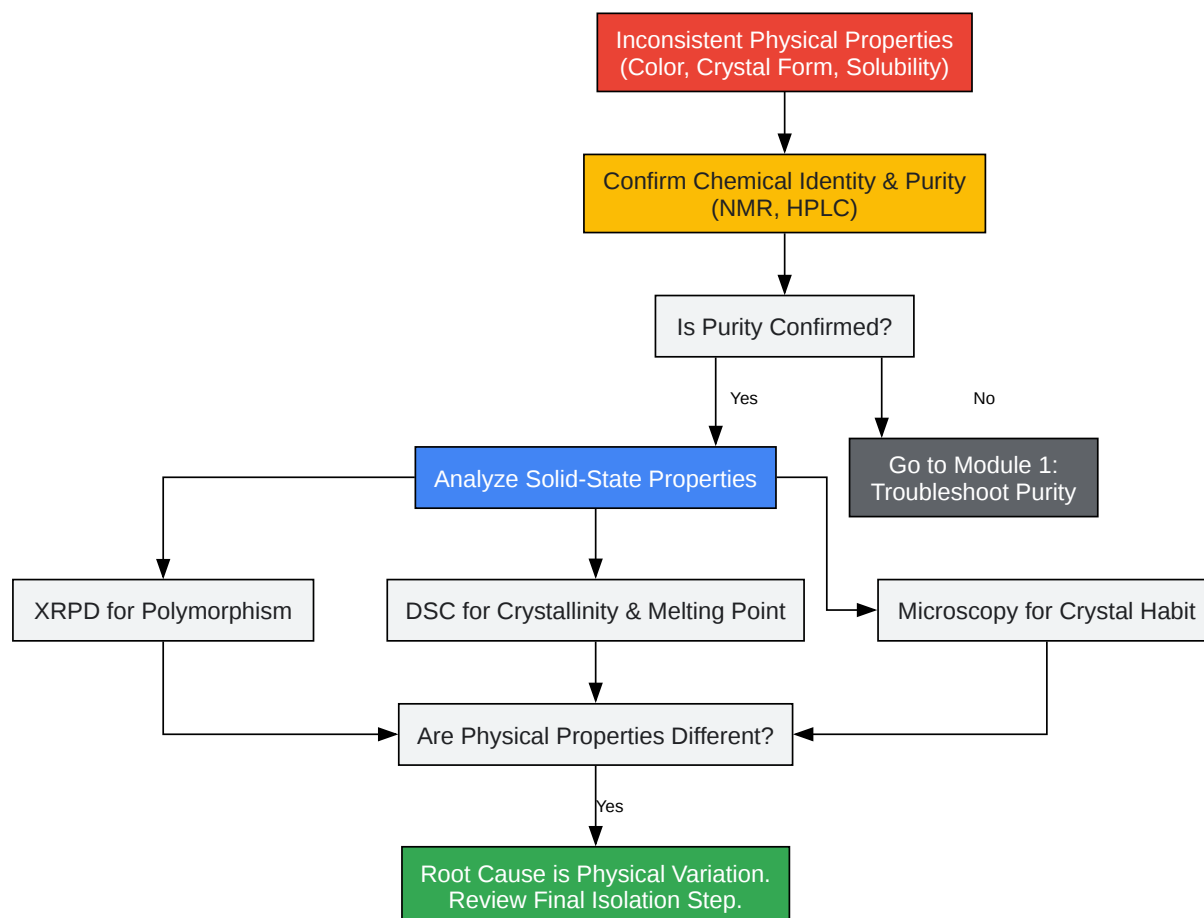 Inconsistent Physical Properties
(Color, Crystal Form, Solubility)
Confirm Chemical Identity & Purity
(NMR, HPLC)
Is Purity Confirmed?
Yes
No
Analyze Solid-State Properties
Go to Module 1:
Troubleshoot Purity
XRPD for Polymorphism
DSC for Crystallinity & Melting Point
Microscopy for Crystal Habit
Are Physical Properties Different?
Yes
Root Cause is Physical Variation.
Review Final Isolation Step.